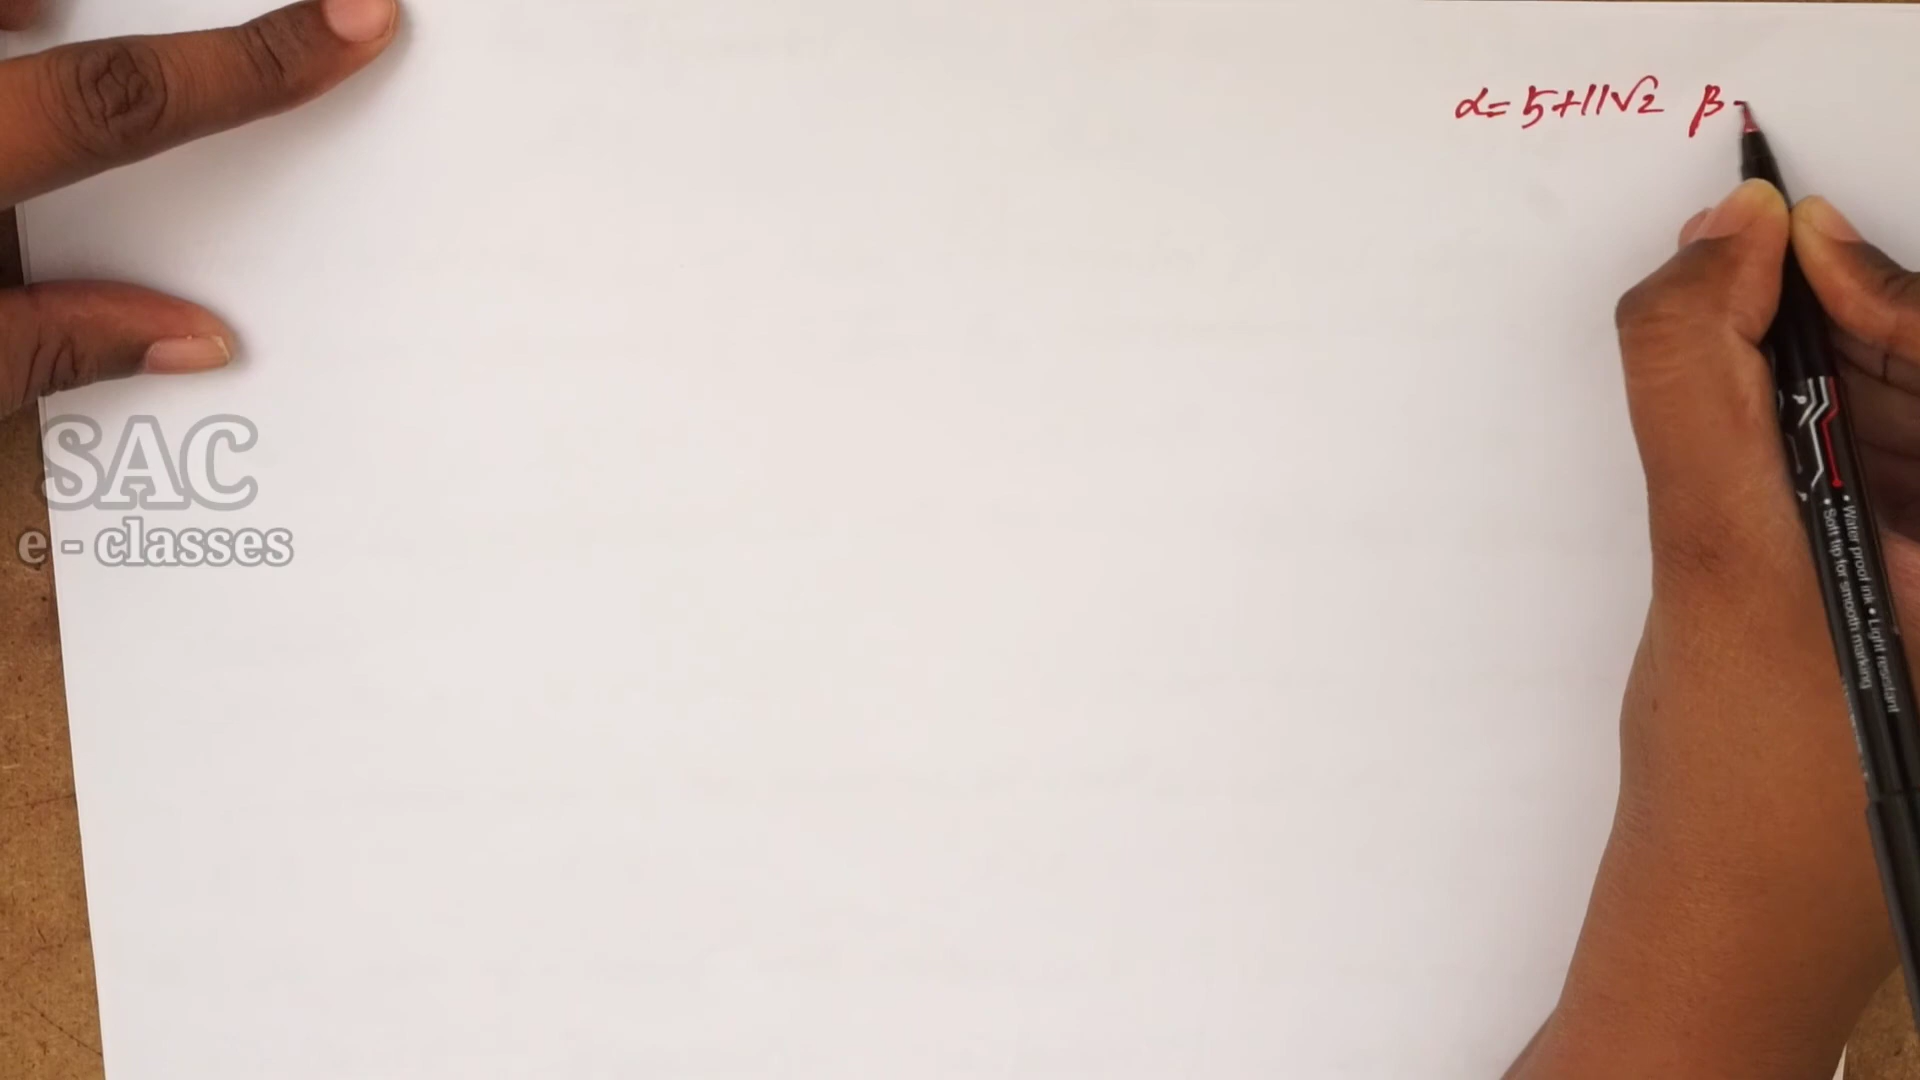 α = 5+11√2 β -
SAC
e - classes
• Water proof ink • Light resistant
• Soft tip for smooth marking